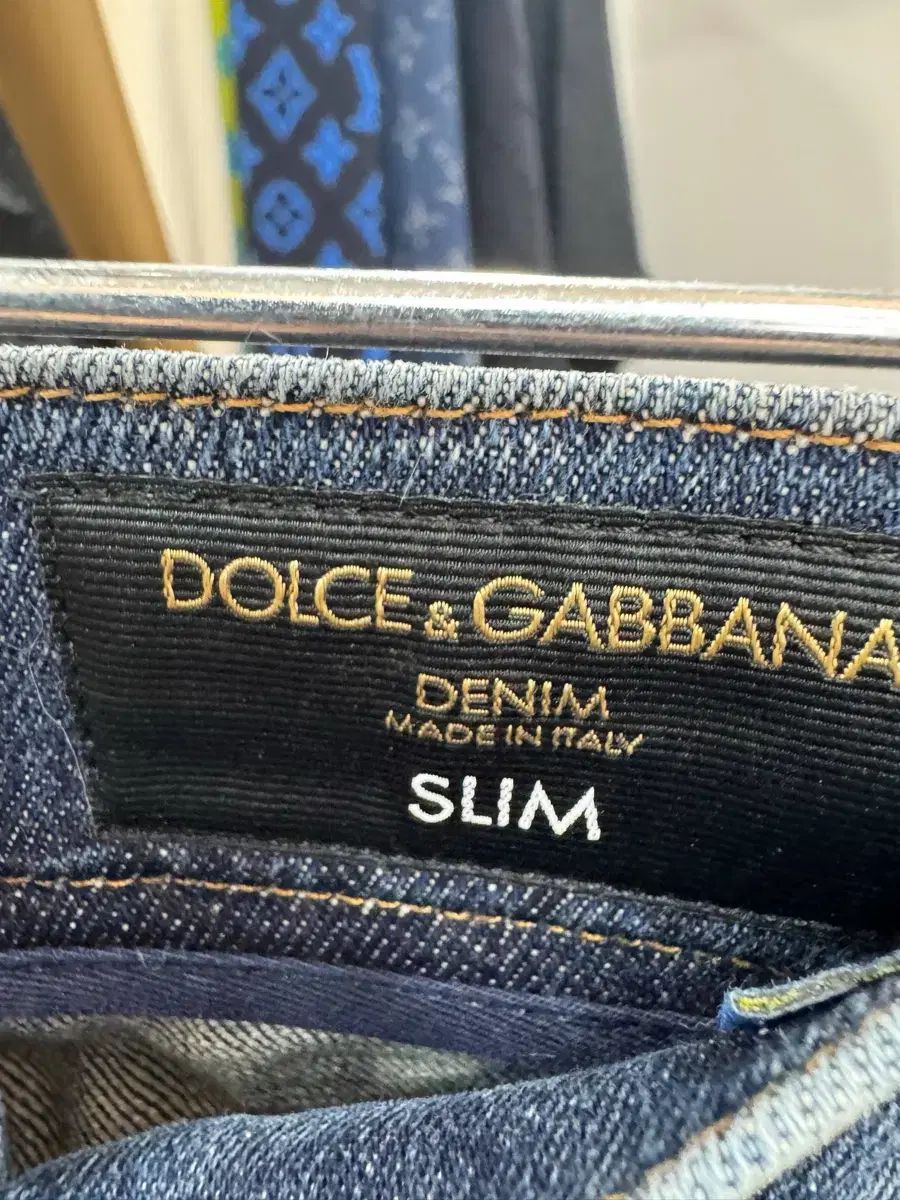 DOLCE & GABBANA
DENIM
MADE IN ITALY
SLIM